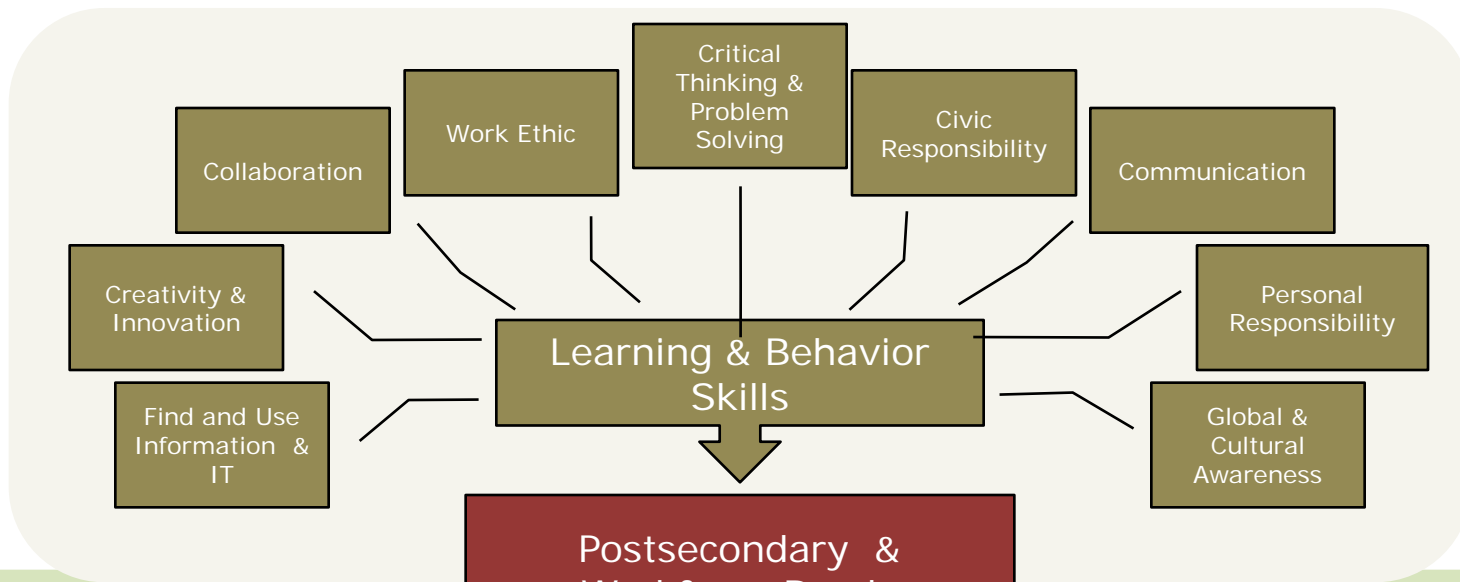 Critical
Thinking &
Problem
Solving
Work Ethic
Civic
Responsibility
Collaboration
Communication
Creativity &
Innovation
Personal
Responsibility
Learning & Behavior
Skills
Find and Use
Information & 
IT
Global &
Cultural
Awareness
Postsecondary &